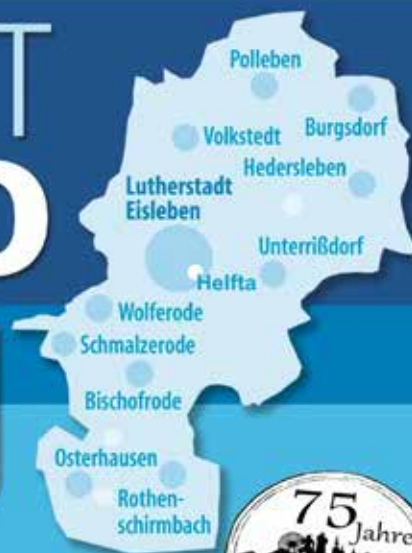 T
Polleben
Burgsdorf
Volkstedt
Hedersleben
Lutherstadt
Eisleben
Unterrißdorf
Helfta
Wolferode
Schmalzerode
Bischofrode
Osterhausen
Rothen-
schirmbach
75
Jahre